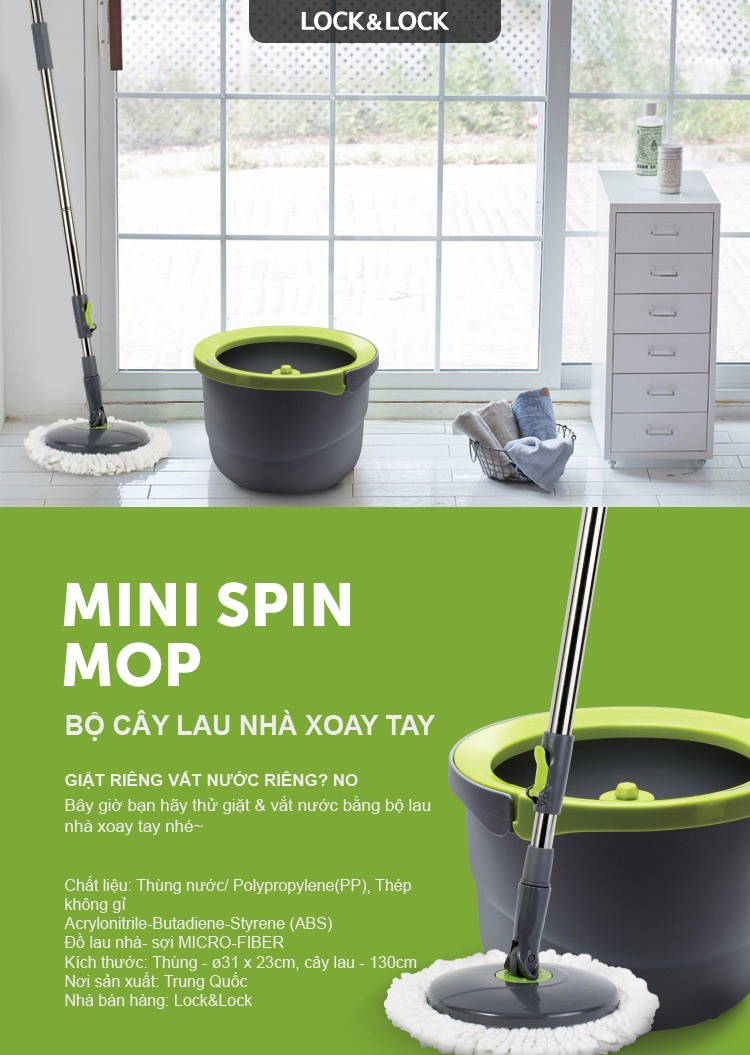 LOCK&LOCK
MINI SPIN
MOP
BỘ CÂY LAU NHÀ XOAY TAY
GIẶT RIÊNG VẮT NƯỚC RIÊNG? NO
Bây giờ bạn hãy thử giặt & vắt nước bằng bộ lau
nhà xoay tay nhé~
Chất liệu: Thùng nước/ Polypropylene(PP), Thép
không gỉ
Acrylonitrile-Butadiene-Styrene (ABS)
Đồ lau nhà- sợi MICRO-FIBER
Kích thước: Thùng - ø31 x 23cm, cây lau - 130cm
Nơi sản xuất: Trung Quốc
Nhà bán hàng: Lock&Lock